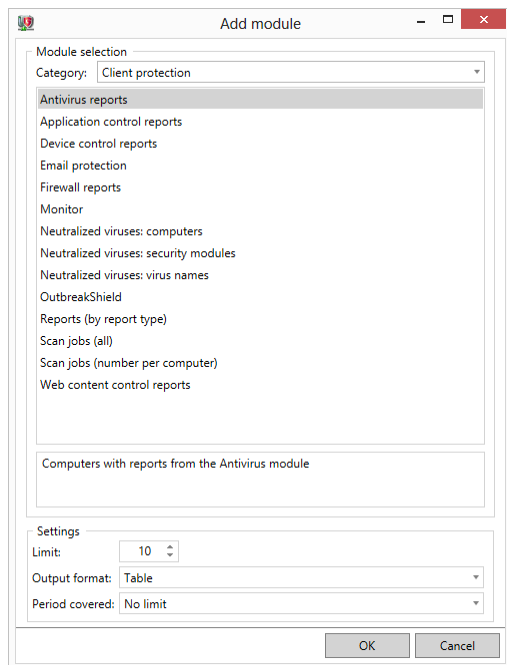 Add module
Module selection
Category: Client protection
Antivirus reports
Application control reports
Device control reports
Email protection
Firewall reports
Monitor
Neutralized viruses: computers
Neutralized viruses: security modules
Neutralized viruses: virus names
OutbreakShield
Reports (by report type)
Scan jobs (all)
Scan jobs (number per computer)
Web content control reports
Computers with reports from the Antivirus module
Settings
Limit: 10
Output format: Table
Period covered: No limit
OK Cancel